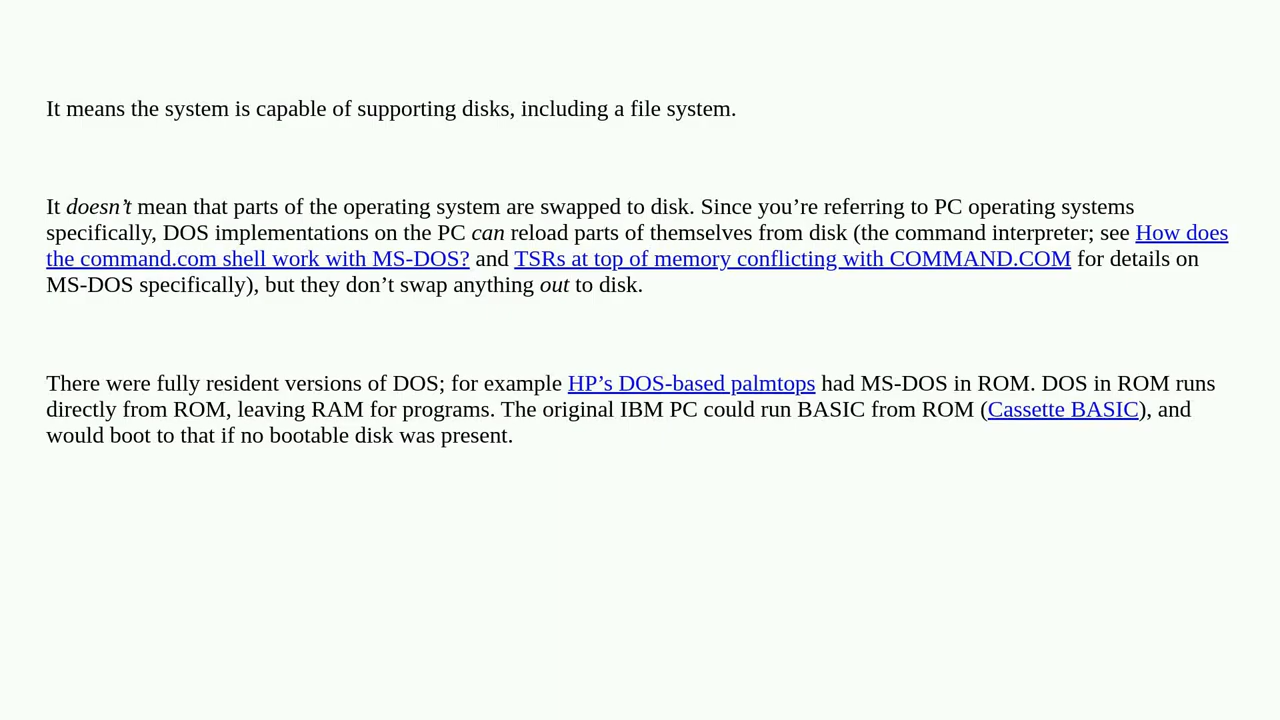 It means the system is capable of supporting disks, including a file system.
It doesn’t mean that parts of the operating system are swapped to disk. Since you’re referring to PC operating systems
specifically, DOS implementations on the PC can reload parts of themselves from disk (the command interpreter; see How does
the command.com shell work with MS-DOS? and TSRs at top of memory conflicting with COMMAND.COM for details on
MS-DOS specifically), but they don’t swap anything out to disk.
There were fully resident versions of DOS; for example HP’s DOS-based palmtops had MS-DOS in ROM. DOS in ROM runs
directly from ROM, leaving RAM for programs. The original IBM PC could run BASIC from ROM (Cassette BASIC), and
would boot to that if no bootable disk was present.